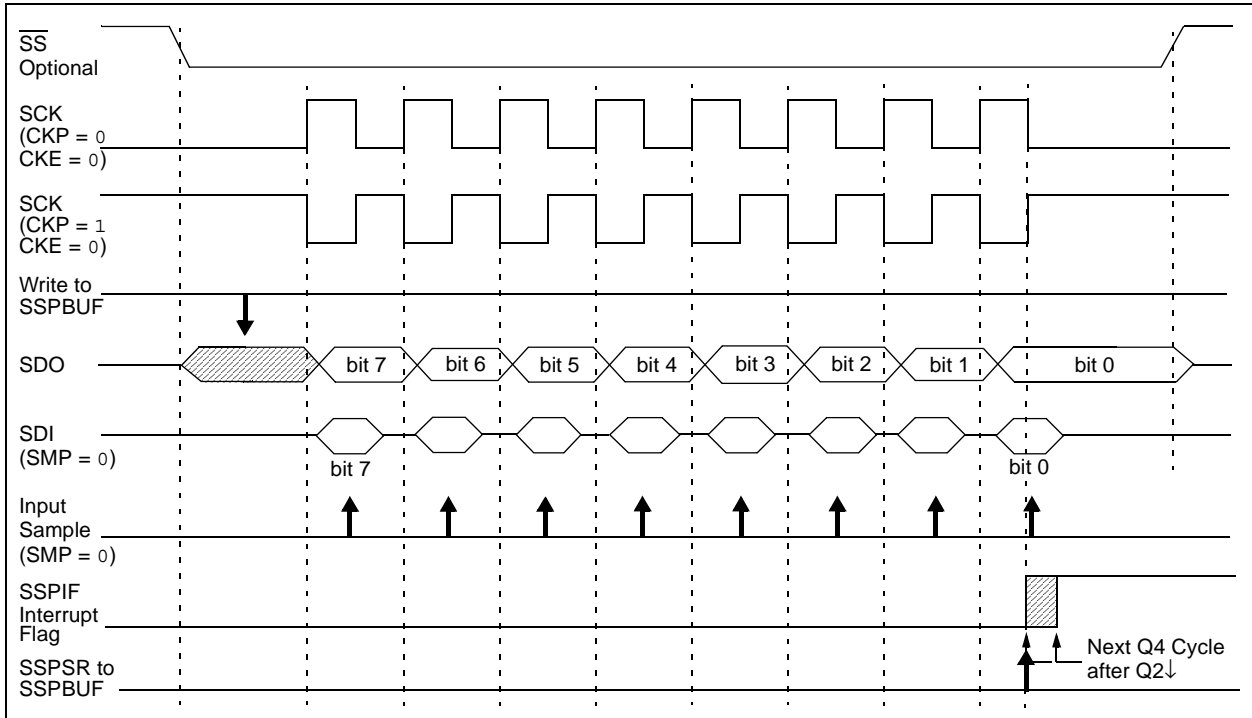 SS
Optional
SCK
(CKP = 0
CKE = 0)
SCK
(CKP = 1
CKE = 0)
Write to
SSPBUF
SDO
bit 7
bit 6
bit 5
bit 4
bit 3
bit 2
bit 1
bit 0
SDI
(SMP = 0)
bit 7
bit 0
Input
Sample
(SMP = 0)
SSPIF
Interrupt
Flag
Next Q4 Cycle
after Q2↓
SSPSR to
SSPBUF